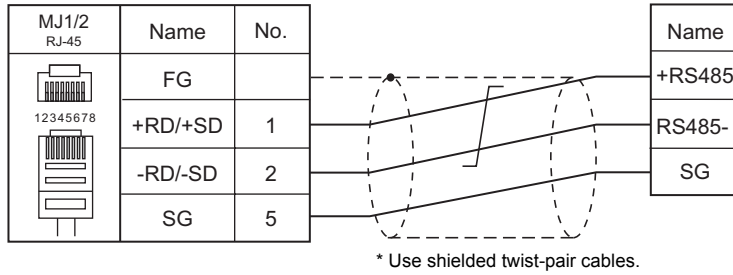 MJ1/2 Name No. Name
RJ-45
FG +RS485
12345678
+RD/+SD 1 RS485-
-RD/-SD 2 SG
SG 5
* Use shielded twist-pair cables.